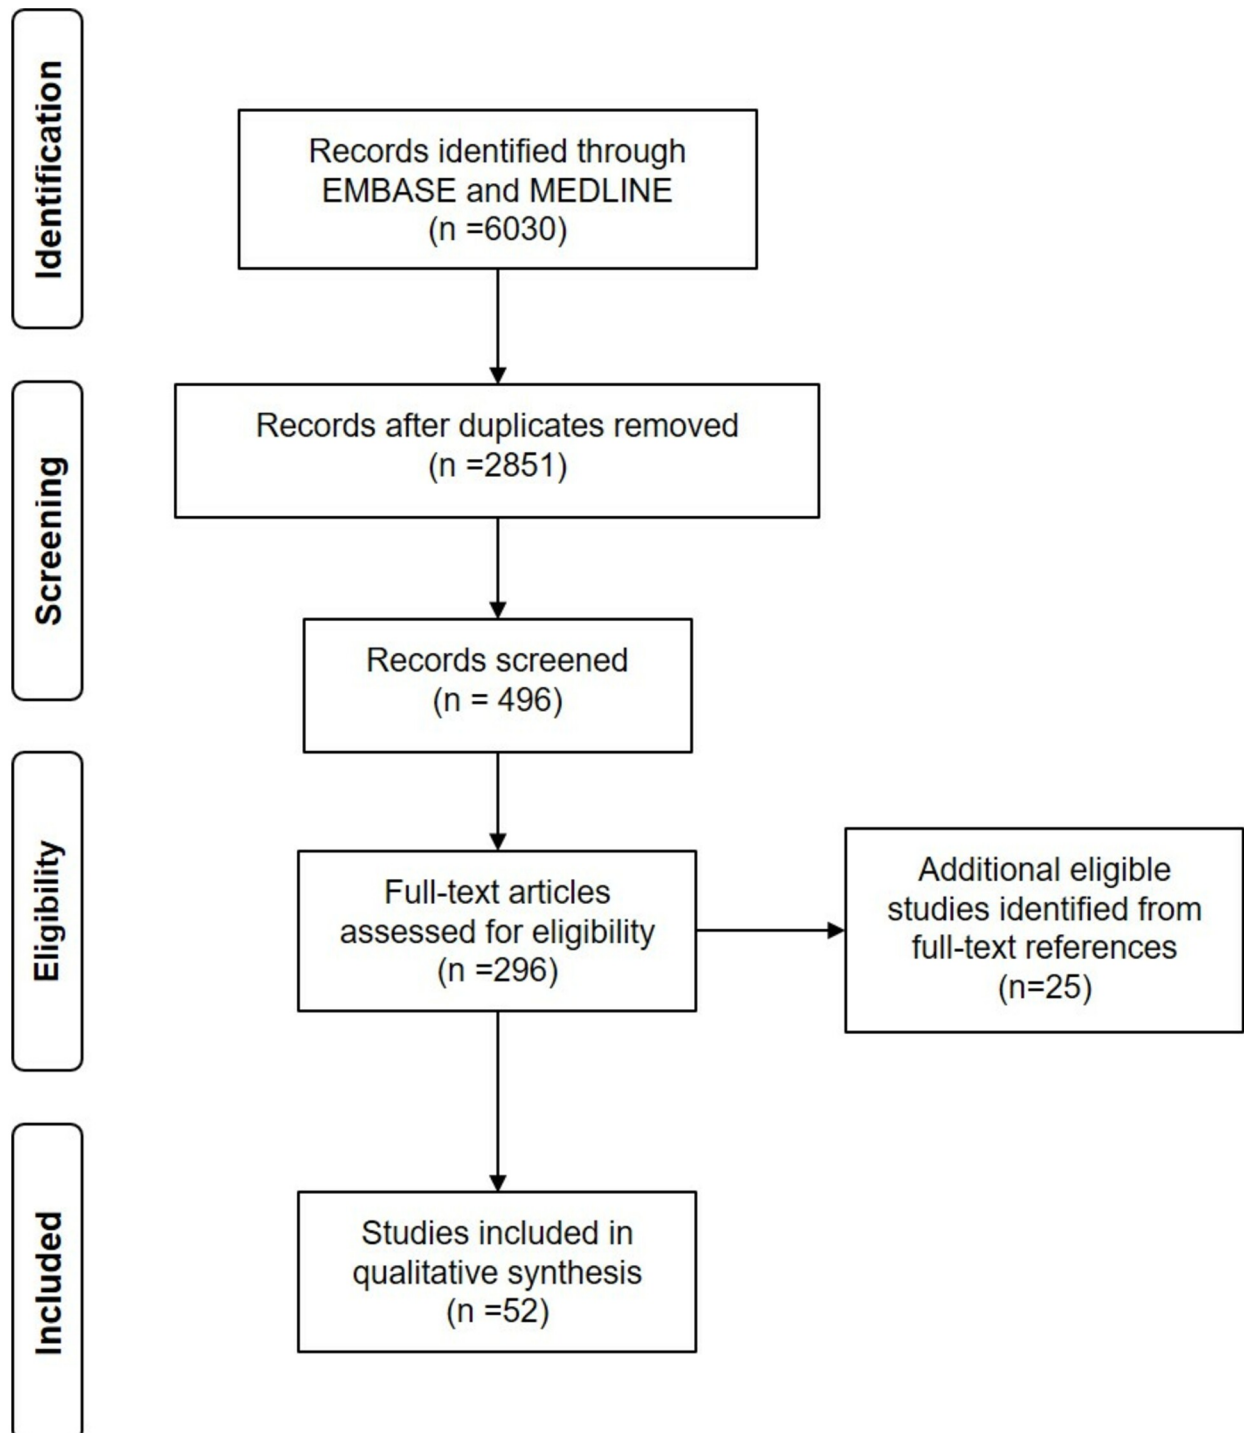 Identification
Records identified through
EMBASE and MEDLINE
(n =6030)
Screening
Records after duplicates removed
(n =2851)
Records screened
(n = 496)
Eligibility
Full-text articles
assessed for eligibility
(n =296)
Additional eligible
studies identified from
full-text references
(n=25)
Included
Studies included in
qualitative synthesis
(n =52)